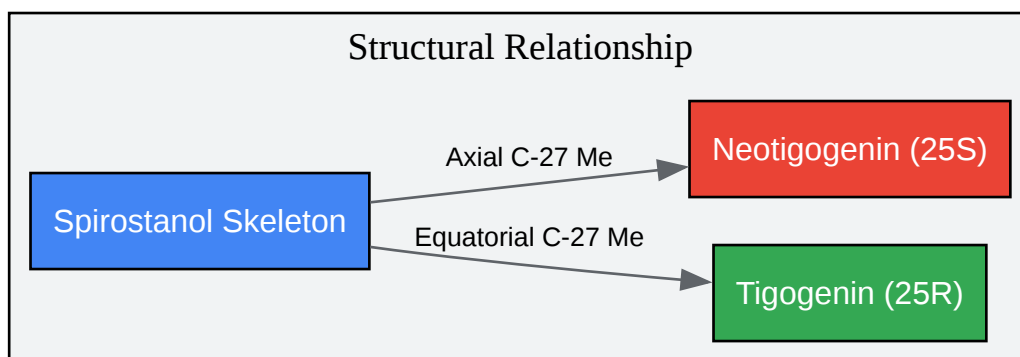 Structural Relationship
Axial C-27 Me
Neotigogenin (25S)
Spirostanol Skeleton
Equatorial C-27 Me
Tigogenin (25R)